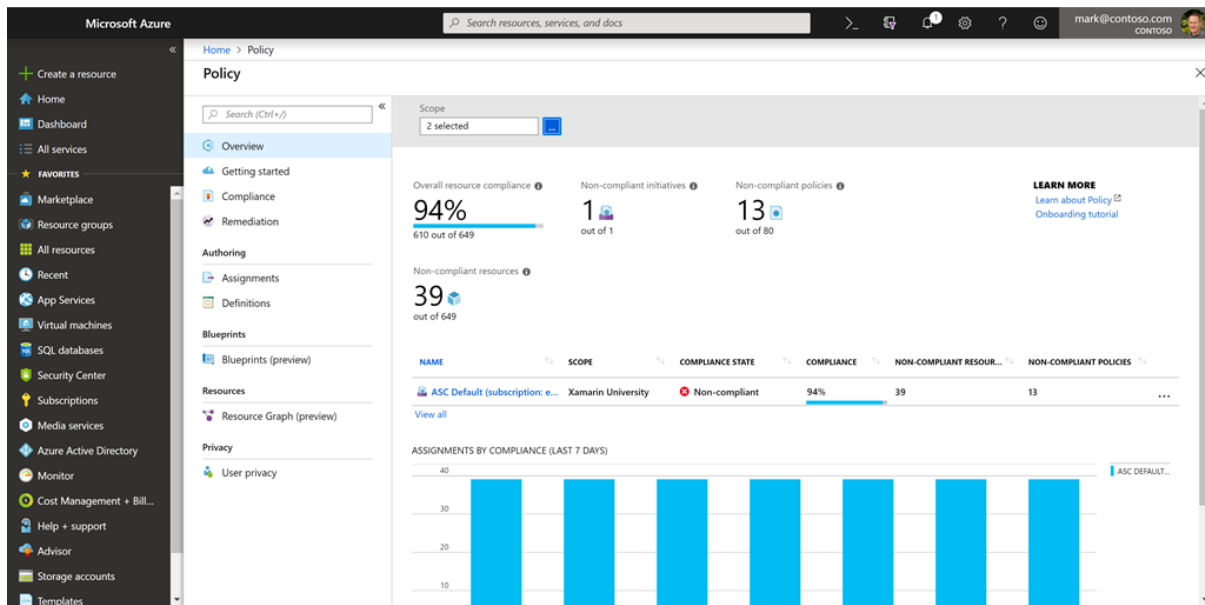 Microsoft Azure
Search resources, services, and docs
1
mark@contoso.com
CONTOSO
Create a resource
Home
Dashboard
All services
FAVORITES
Marketplace
Resource groups
All resources
Recent
App Services
Virtual machines
SQL databases
Security Center
Subscriptions
Media services
Azure Active Directory
Monitor
Cost Management + Bill...
Help + support
Advisor
Storage accounts
Templates
Home > Policy
Policy
Search (Ctrl+/)
Overview
Getting started
Compliance
Remediation
Authoring
Assignments
Definitions
Blueprints
Blueprints (preview)
Resources
Resource Graph (preview)
Privacy
User privacy
Scope
2 selected
...
Overall resource compliance
94%
610 out of 649
Non-compliant initiatives
1
out of 1
Non-compliant policies
13
out of 80
LEARN MORE
Learn about Policy
Onboarding tutorial
Non-compliant resources
39
out of 649
NAME SCOPE COMPLIANCE STATE COMPLIANCE NON-COMPLIANT RESOUR... NON-COMPLIANT POLICIES
ASC Default (subscription: e... Xamarin University Non-compliant 94% 39 13 ...
View all
ASSIGNMENTS BY COMPLIANCE (LAST 7 DAYS)
40
30
20
10
ASC DEFAULT...